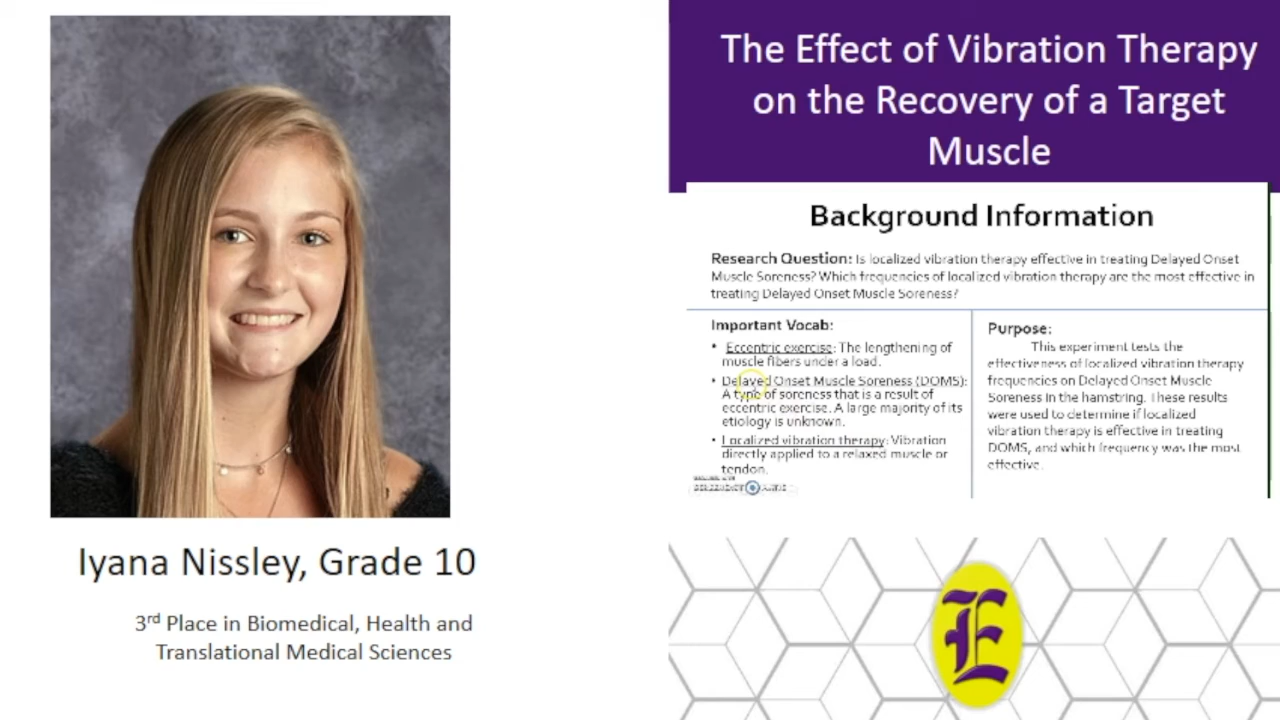 Iyana Nissley, Grade 10
3rd Place in Biomedical, Health and
Translational Medical Sciences
The Effect of Vibration Therapy
on the Recovery of a Target
Muscle
Background Information
Research Question: Is localized vibration therapy effective in treating Delayed Onset
Muscle Soreness? Which frequencies of localized vibration therapy are the most effective in
treating Delayed Onset Muscle Soreness?
Important Vocab:
• Eccentric exercise: The lengthening of
muscle fibers under a load.
• Delayed Onset Muscle Soreness (DOMS):
A type of soreness that is a result of
eccentric exercise. A large majority of its
etiology is unknown.
• Localized vibration therapy: Vibration
directly applied to a relaxed muscle or
tendon.
Purpose:
This experiment tests the
effectiveness of localized vibration therapy
frequencies on Delayed Onset Muscle
Soreness in the hamstring. These results
were used to determine if localized
vibration therapy is effective in treating
DOMS, and which frequency was the most
effective.
E